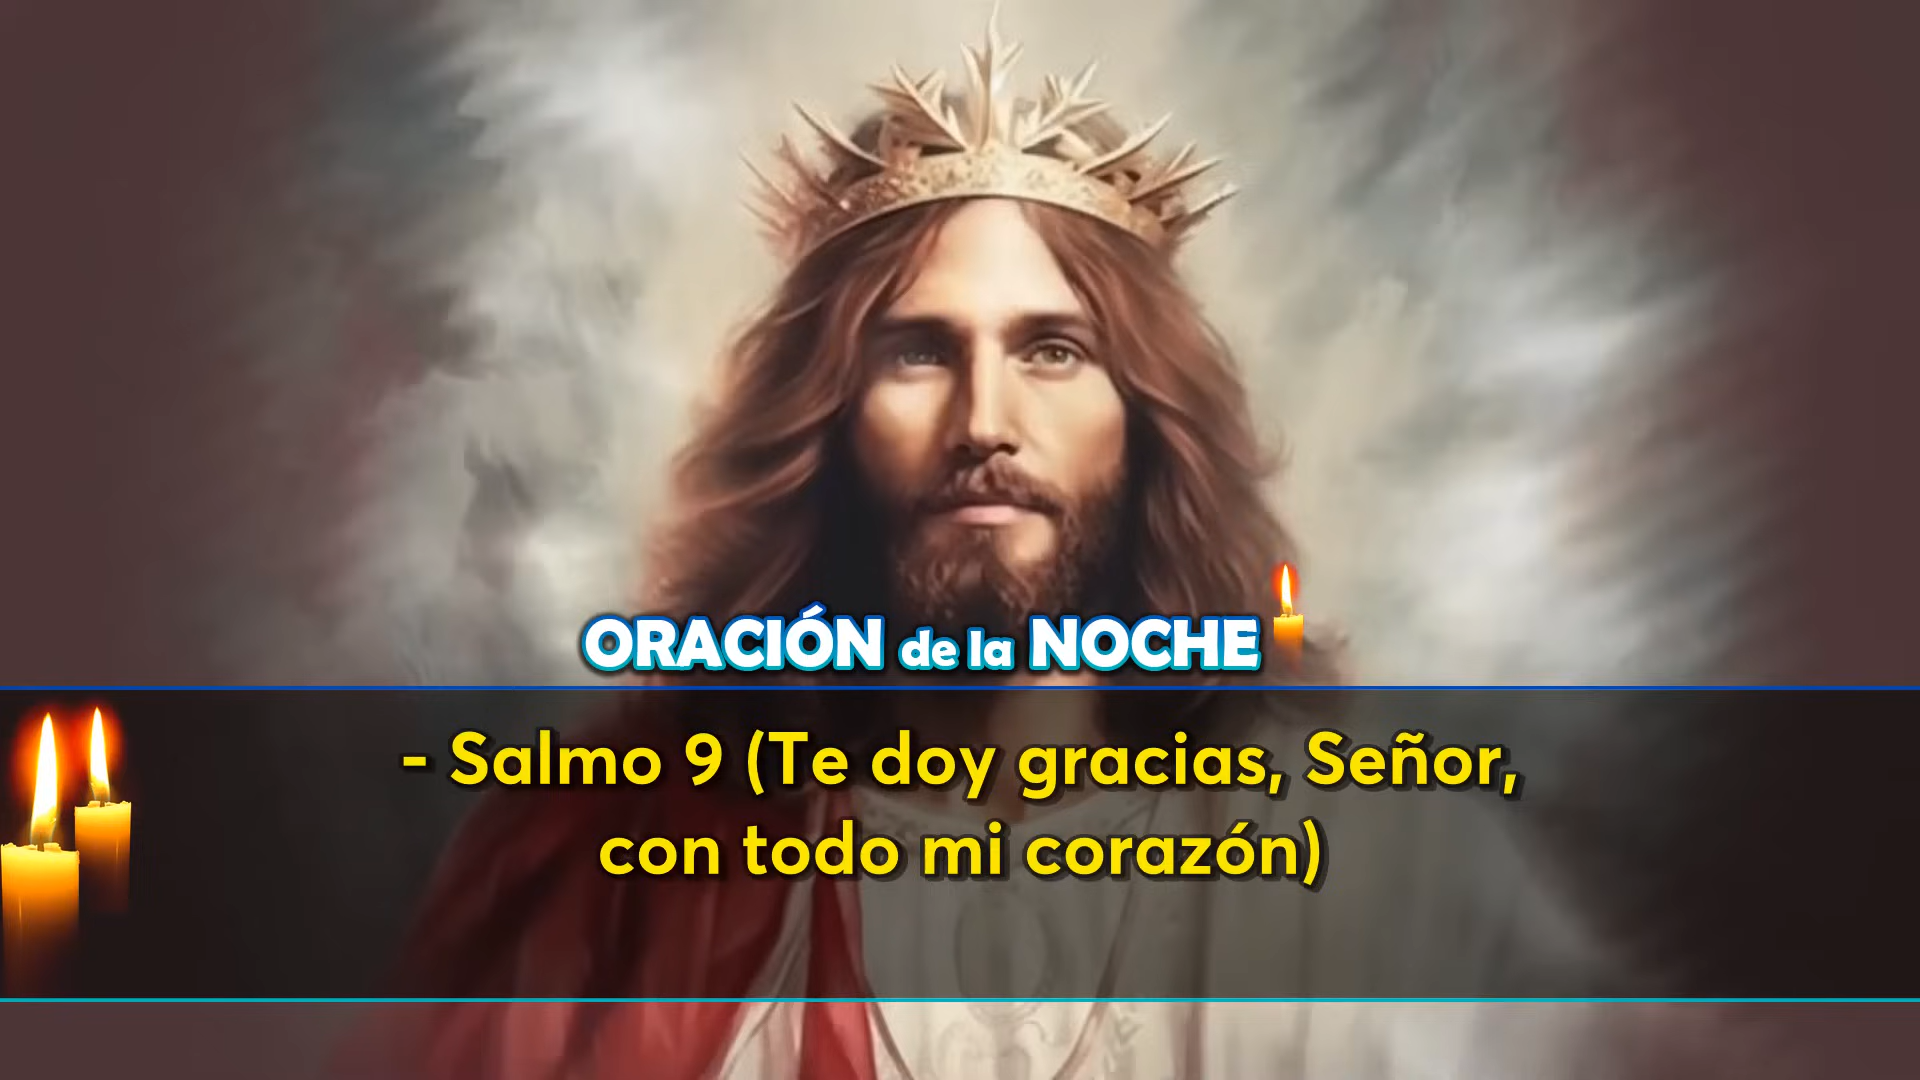 ORACIÓN de la NOCHE
- Salmo 9 (Te doy gracias, Señor,
con todo mi corazón)